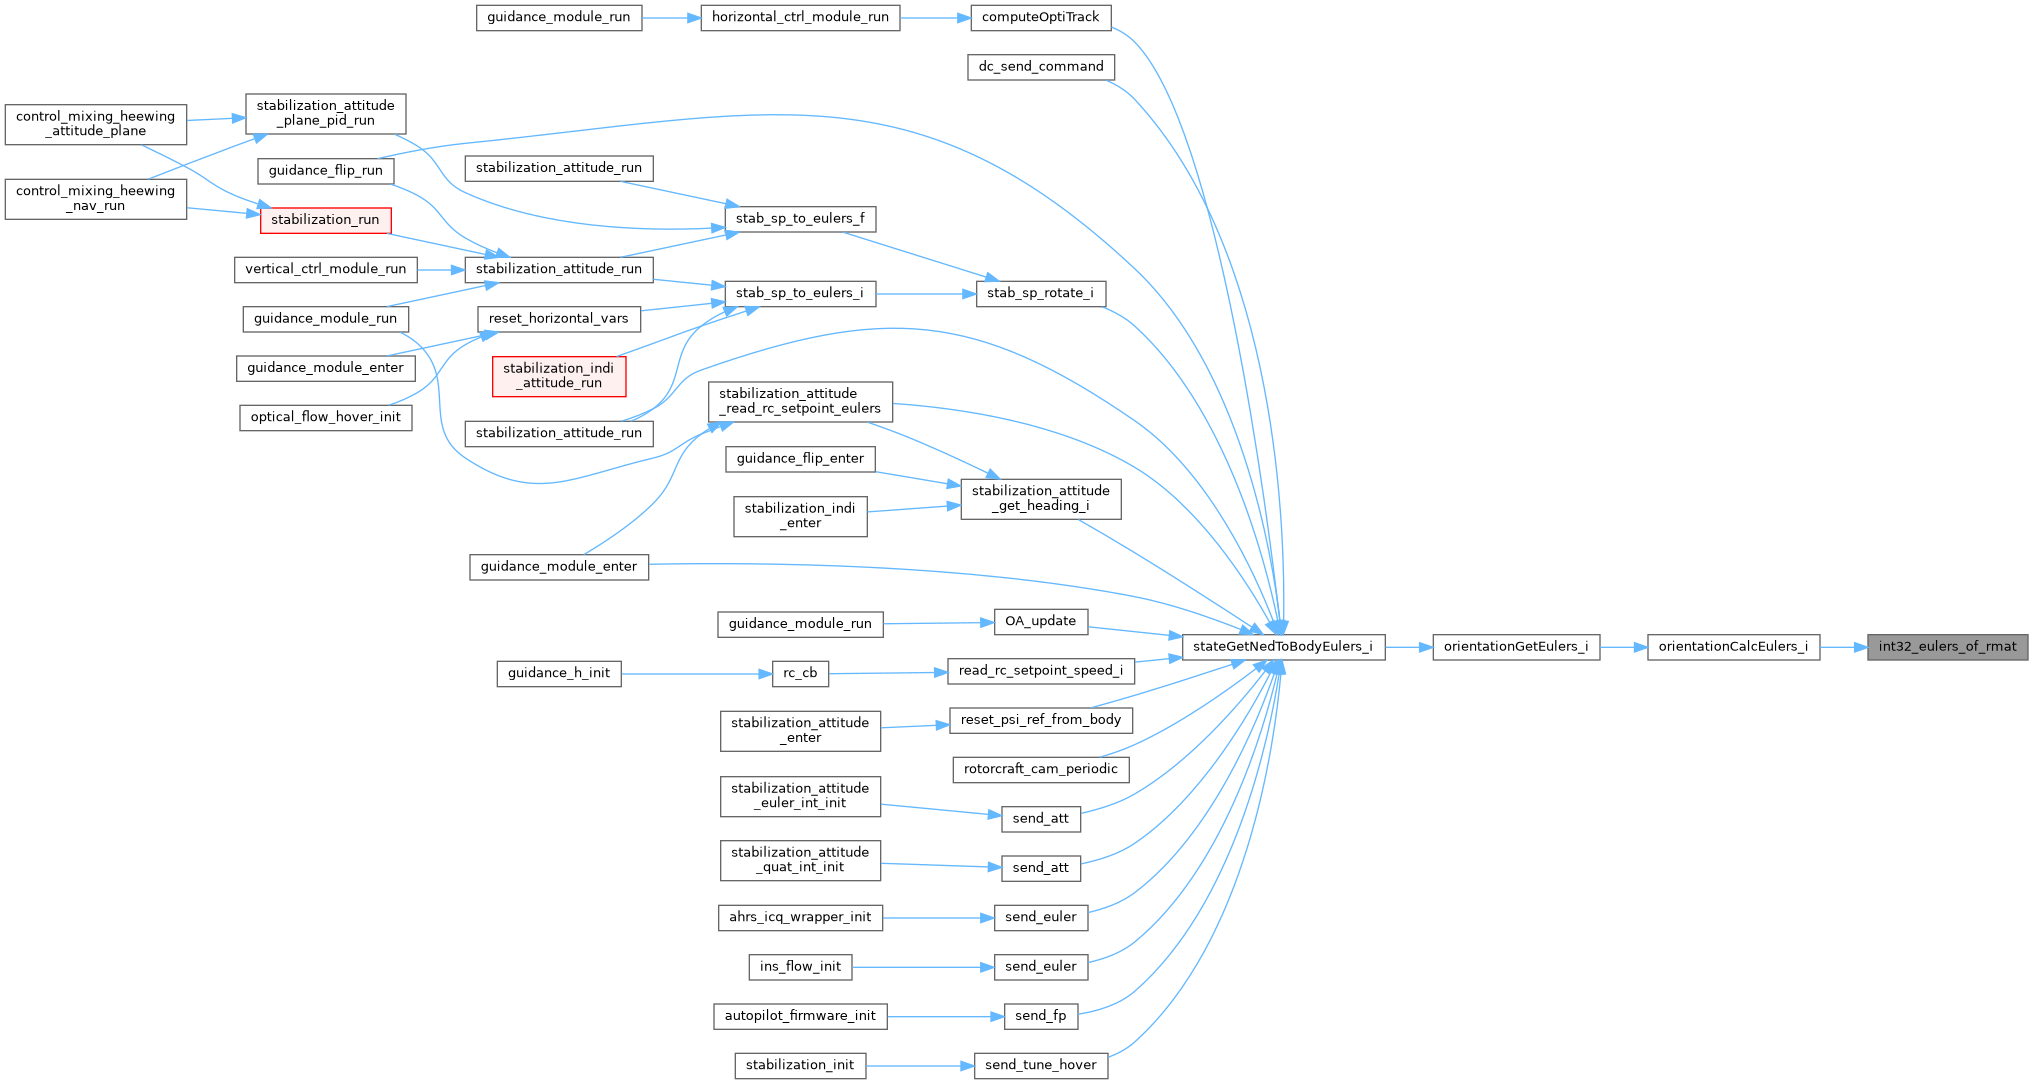 guidance_module_run
horizontal_ctrl_module_run
computeOptiTrack
dc_send_command
stabilization_attitude
_plane_pid_run
control_mixing_heewing
_attitude_plane
guidance_flip_run
stabilization_attitude_run
control_mixing_heewing
_nav_run
stabilization_run
stab_sp_to_eulers_f
vertical_ctrl_module_run
stabilization_attitude_run
stab_sp_to_eulers_i
stab_sp_rotate_i
guidance_module_run
reset_horizontal_vars
guidance_module_enter
stabilization_indi
_attitude_run
optical_flow_hover_init
stabilization_attitude
_read_rc_setpoint_eulers
stabilization_attitude_run
guidance_flip_enter
stabilization_attitude
_get_heading_i
stabilization_indi
_enter
guidance_module_enter
guidance_module_run
OA_update
stateGetNedToBodyEulers_i
orientationGetEulers_i
orientationCalcEulers_i
int32_eulers_of_rmat
guidance_h_init
rc_cb
read_rc_setpoint_speed_i
stabilization_attitude
_enter
reset_psi_ref_from_body
rotorcraft_cam_periodic
stabilization_attitude
_euler_int_init
send_att
stabilization_attitude
_quat_int_init
send_att
ahrs_icq_wrapper_init
send_euler
ins_flow_init
send_euler
autopilot_firmware_init
send_fp
stabilization_init
send_tune_hover